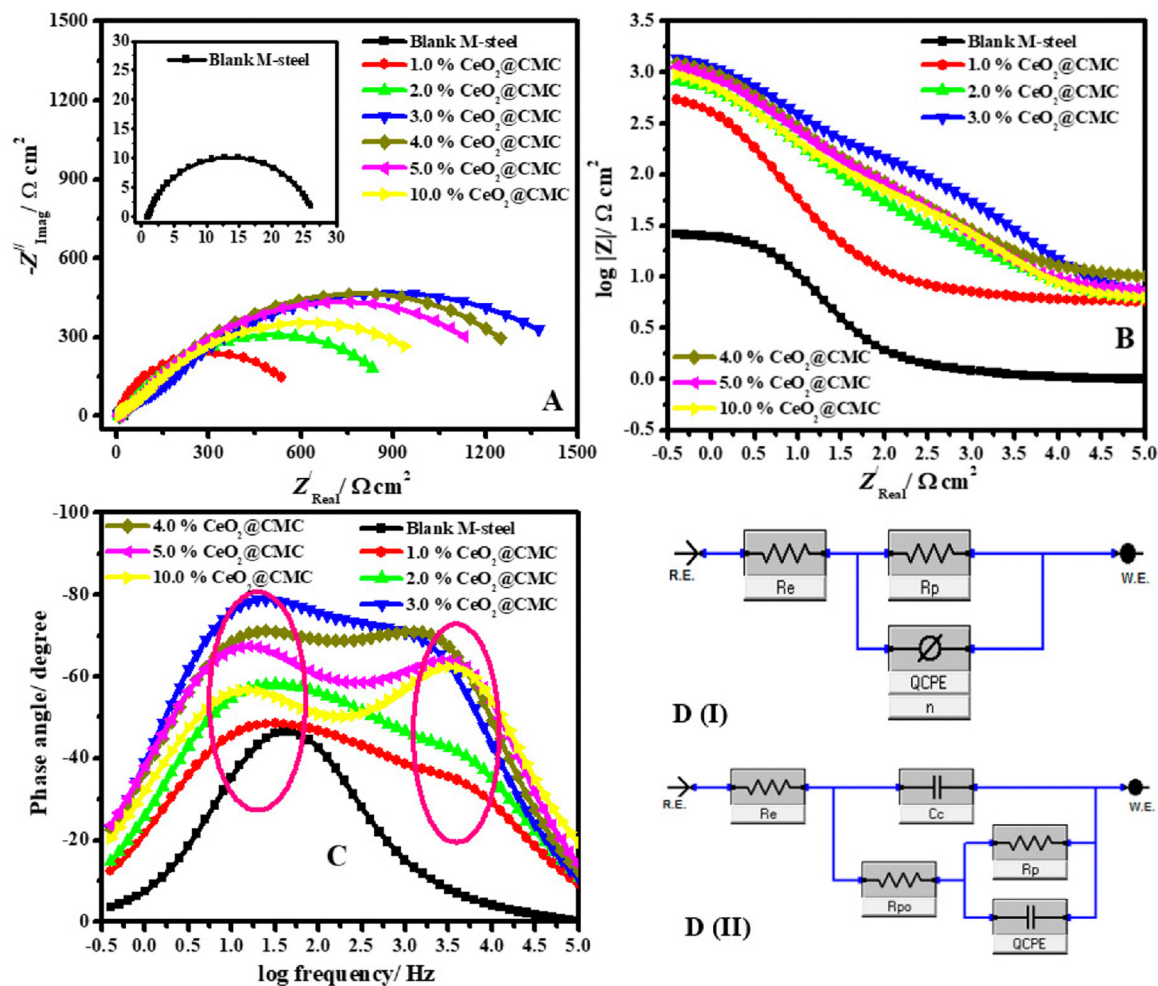 1500
1200
900
600
300
0
-Z//Imag/ Ω cm2
30
25
20
15
10
5
0
Blank M-steel
0 5 10 15 20 25 30
Blank M-steel
1.0 % CeO2@CMC
2.0 % CeO2@CMC
3.0 % CeO2@CMC
4.0 % CeO2@CMC
5.0 % CeO2@CMC
10.0 % CeO2@CMC
A
0 300 600 900 1200 1500
Z/Real/ Ω cm2
3.5
3.0
2.5
2.0
1.5
1.0
0.5
0.0
-0.5
log |Z|/ Ω cm2
Blank M-steel
1.0 % CeO2@CMC
2.0 % CeO2@CMC
3.0 % CeO2@CMC
B
4.0 % CeO2@CMC
5.0 % CeO2@CMC
10.0 % CeO2@CMC
-0.5 0.0 0.5 1.0 1.5 2.0 2.5 3.0 3.5 4.0 4.5 5.0
Z/Real/ Ω cm2
-100
-80
-60
-40
-20
0
Phase angle/ degree
4.0 % CeO2@CMC
5.0 % CeO2@CMC
10.0 % CeO2@CMC
Blank M-steel
1.0 % CeO2@CMC
2.0 % CeO2@CMC
3.0 % CeO2@CMC
C
-0.5 0.0 0.5 1.0 1.5 2.0 2.5 3.0 3.5 4.0 4.5 5.0
log frequency/ Hz
R.E.
Re
Rp
W.E.
QCPE
n
D (I)
R.E.
Re
Cc
W.E.
Rpo
Rp
QCPE
D (II)